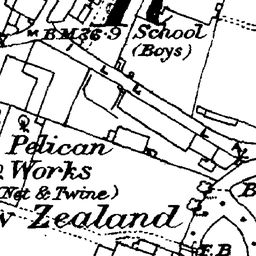 B.M.36.9 School
(Boys)
Pelican
Works
(Net & Twine)
Zealand
F.B